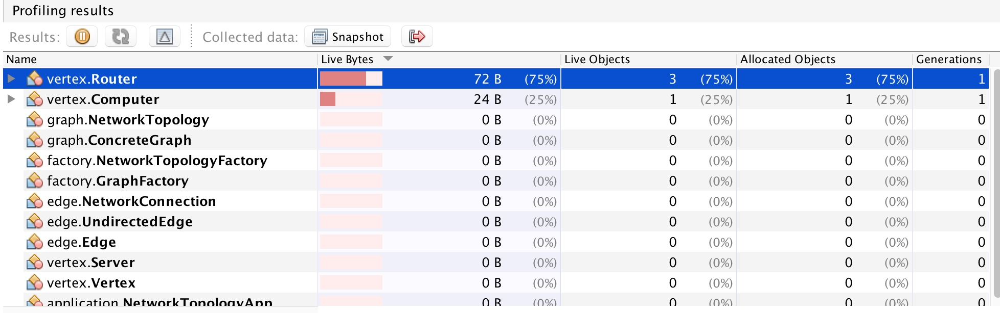 Profiling results
Results: Collected data: Snapshot
Name Live Bytes Live Objects Allocated Objects Generations
vertex.Router 72 B (75%) 3 (75%) 3 (75%) 1
vertex.Computer 24 B (25%) 1 (25%) 1 (25%) 1
graph.NetworkTopology 0 B (0%) 0 (0%) 0 (0%) 0
graph.ConcreteGraph 0 B (0%) 0 (0%) 0 (0%) 0
factory.NetworkTopologyFactory 0 B (0%) 0 (0%) 0 (0%) 0
factory.GraphFactory 0 B (0%) 0 (0%) 0 (0%) 0
edge.NetworkConnection 0 B (0%) 0 (0%) 0 (0%) 0
edge.UndirectedEdge 0 B (0%) 0 (0%) 0 (0%) 0
edge.Edge 0 B (0%) 0 (0%) 0 (0%) 0
vertex.Server 0 B (0%) 0 (0%) 0 (0%) 0
vertex.Vertex 0 B (0%) 0 (0%) 0 (0%) 0
application.NetworkTopologyApp 0 B (0%) 0 (0%) 0 (0%) 0